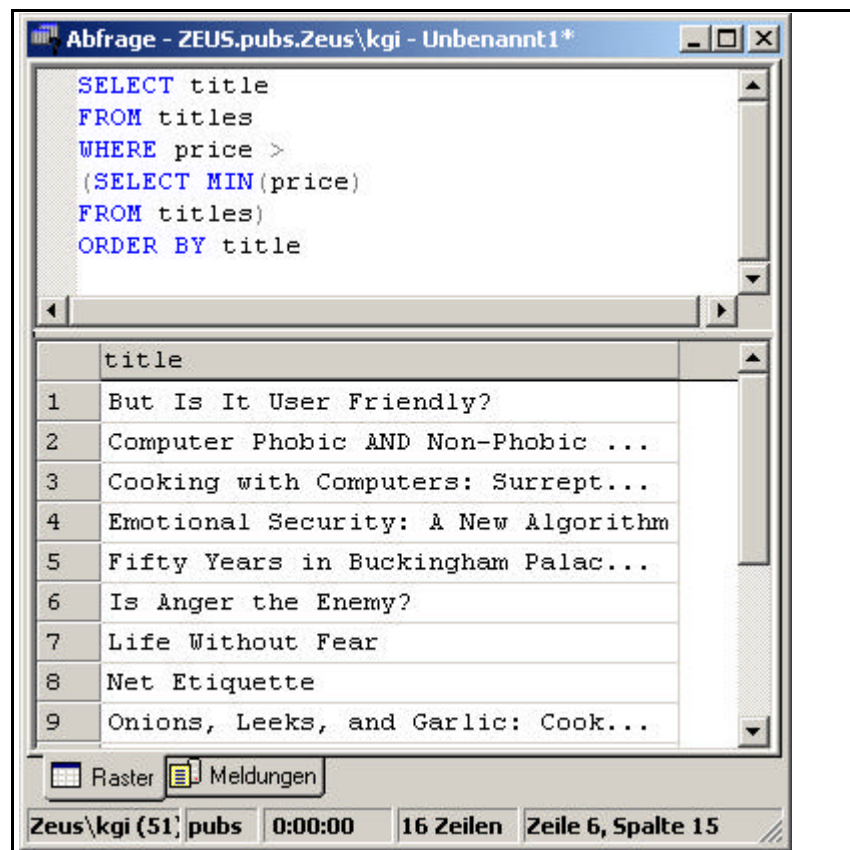 Abfrage - ZEUS.pubs.Zeus\kgi - Unbenannt1*
SELECT title
FROM titles
WHERE price >
(SELECT MIN(price)
FROM titles)
ORDER BY title
title
1 But Is It User Friendly?
2 Computer Phobic AND Non-Phobic ...
3 Cooking with Computers: Surrept...
4 Emotional Security: A New Algorithm
5 Fifty Years in Buckingham Palac...
6 Is Anger the Enemy?
7 Life Without Fear
8 Net Etiquette
9 Onions, Leeks, and Garlic: Cook...
Raster Meldungen
Zeus\kgi (51) pubs 0:00:00 16 Zeilen Zeile 6, Spalte 15